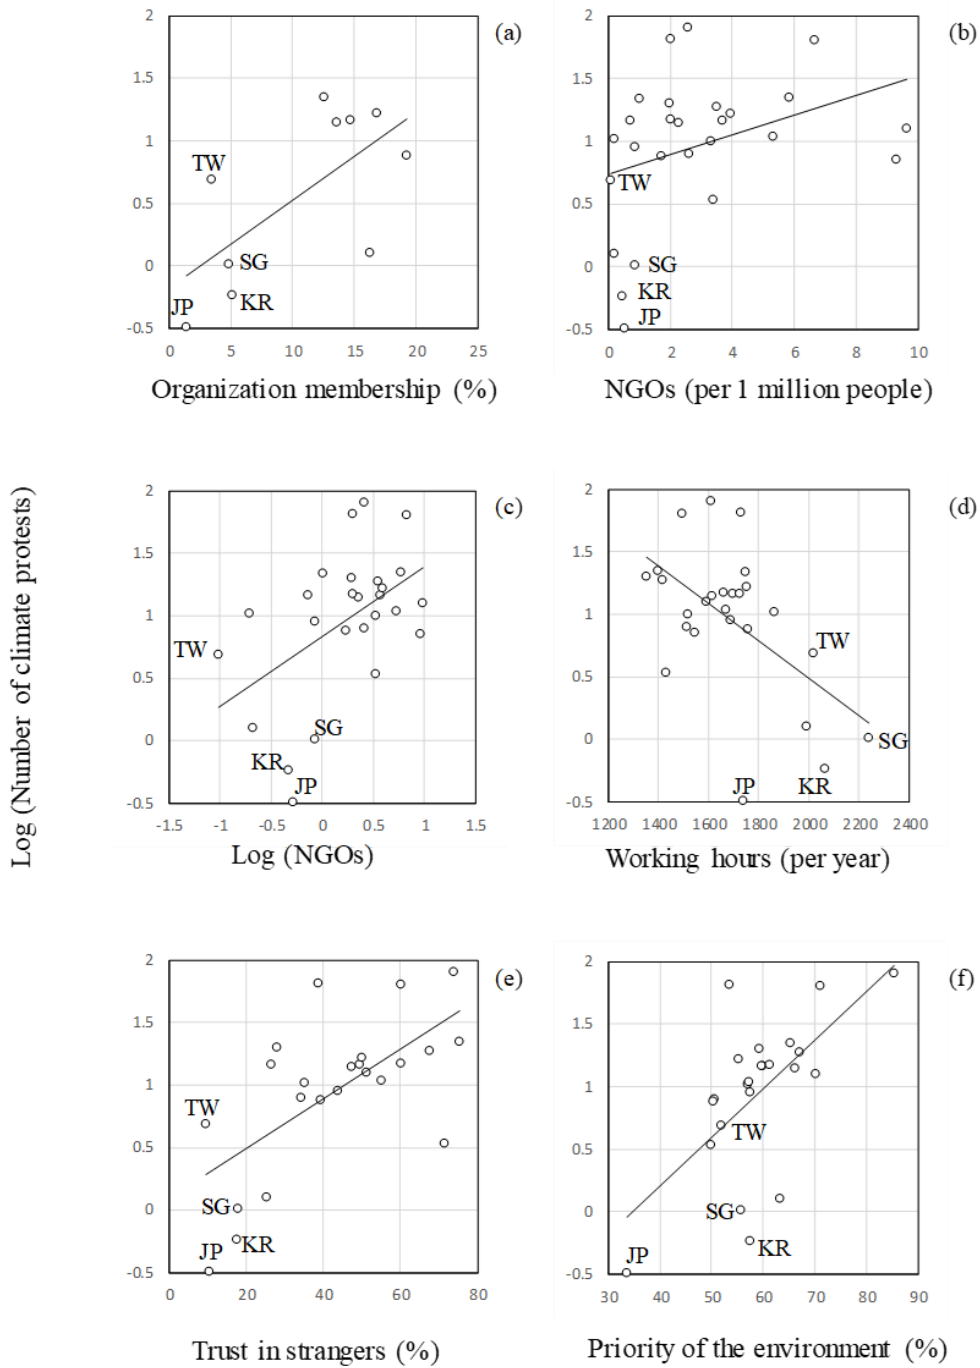 2
(a)
1.5
1
TW
0.5
SG
0
KR
JP
-0.5
0 5 10 15 20 25
Organization membership (%)
2
(b)
1.5
1
TW
0.5
SG
0
KR
JP
-0.5
0 2 4 6 8 10
NGOs (per 1 million people)
Log (Number of climate protests)
2
(c)
1.5
1
TW
0.5
SG
0
KR
JP
-0.5
-1.5 -1 -0.5 0 0.5 1 1.5
Log (NGOs)
2
(d)
1.5
1
TW
0.5
SG
0
JP KR
-0.5
1200 1400 1600 1800 2000 2200 2400
Working hours (per year)
2
(e)
1.5
1
TW
0.5
SG
0
JP KR
-0.5
0 20 40 60 80
Trust in strangers (%)
2
(f)
1.5
1
TW
0.5
SG
0
KR
JP
-0.5
30 40 50 60 70 80 90
Priority of the environment (%)